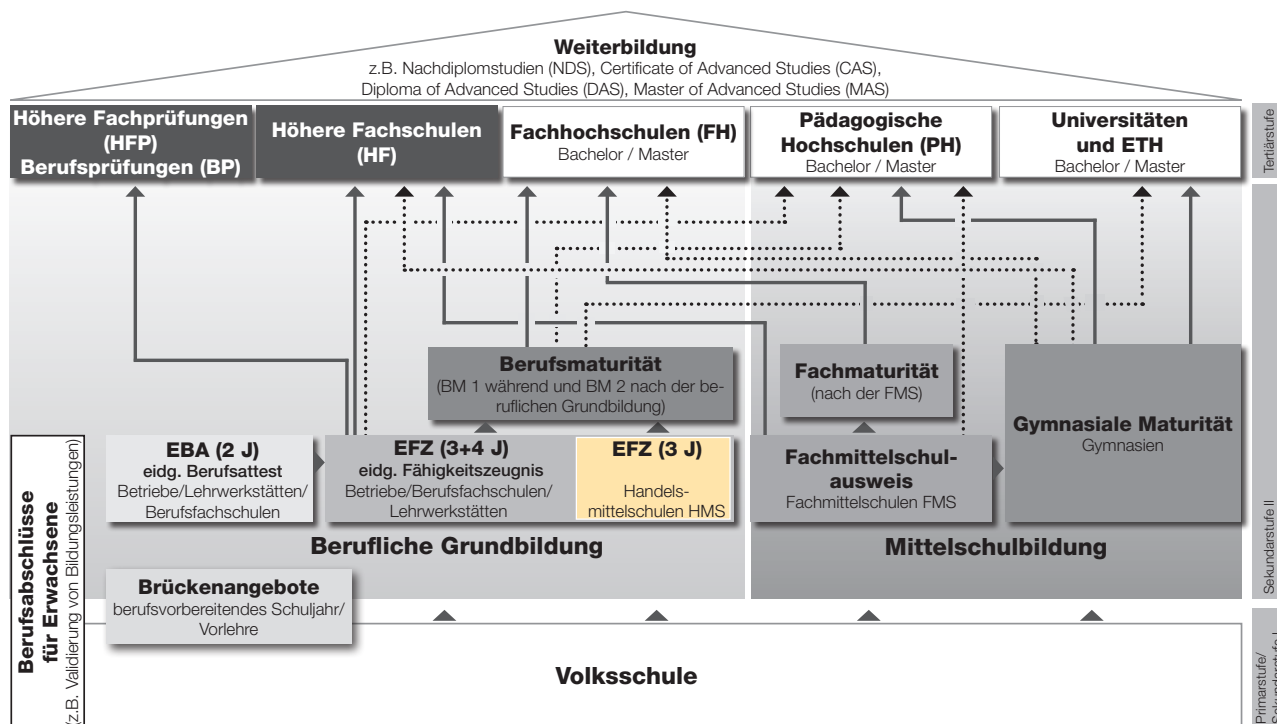 Weiterbildung
z.B. Nachdiplomstudien (NDS), Certificate of Advanced Studies (CAS),
Diploma of Advanced Studies (DAS), Master of Advanced Studies (MAS)
Höhere Fachprüfungen
(HFP)
Berufsprüfungen (BP)
Höhere Fachschulen
(HF)
Fachhochschulen (FH)
Bachelor / Master
Pädagogische
Hochschulen (PH)
Bachelor / Master
Universitäten
und ETH
Bachelor / Master
Tertiärstufe
Berufsmaturität
(BM 1 während und BM 2 nach der be-
ruflichen Grundbildung)
Fachmaturität
(nach der FMS)
Gymnasiale Maturität
Gymnasien
EBA (2 J)
eidg. Berufsattest
Betriebe/Lehrwerkstätten/
Berufsfachschulen
EFZ (3+4 J)
eidg. Fähigkeitszeugnis
Betriebe/Berufsfachschulen/
Lehrwerkstätten
EFZ (3 J)
Handels-
mittelschulen HMS
Fachmittelschul-
ausweis
Fachmittelschulen FMS
Berufliche Grundbildung
Mittelschulbildung
Sekundarstufe II
Brückenangebote
berufsvorbereitendes Schuljahr/
Vorlehre
Berufsabschlüsse
für Erwachsene
(z.B. Validierung von Bildungsleistungen)
Volksschule
Primarstufe/